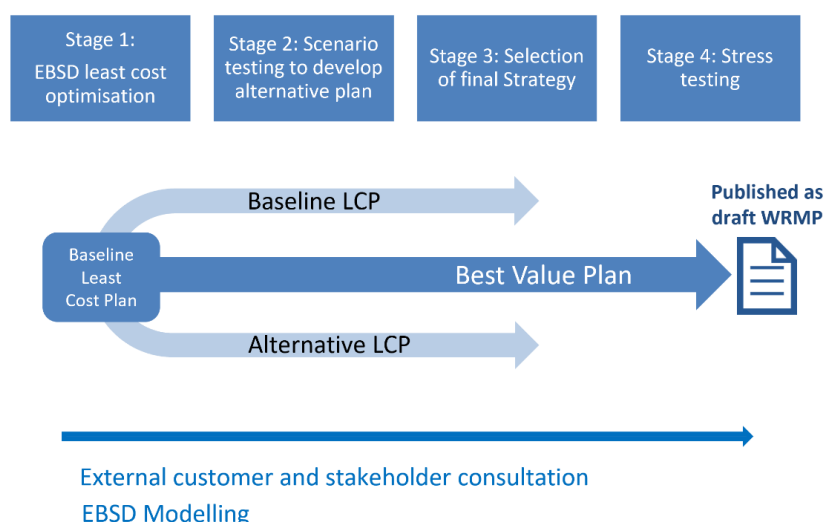 Stage 1:
EBSD least cost
optimisation
Stage 2: Scenario
testing to develop
alternative plan
Stage 3: Selection
of final Strategy
Stage 4: Stress
testing
Baseline LCP
Published as
draft WRMP
Baseline
Least
Cost Plan
Best Value Plan
Alternative LCP
External customer and stakeholder consultation
EBSD Modelling